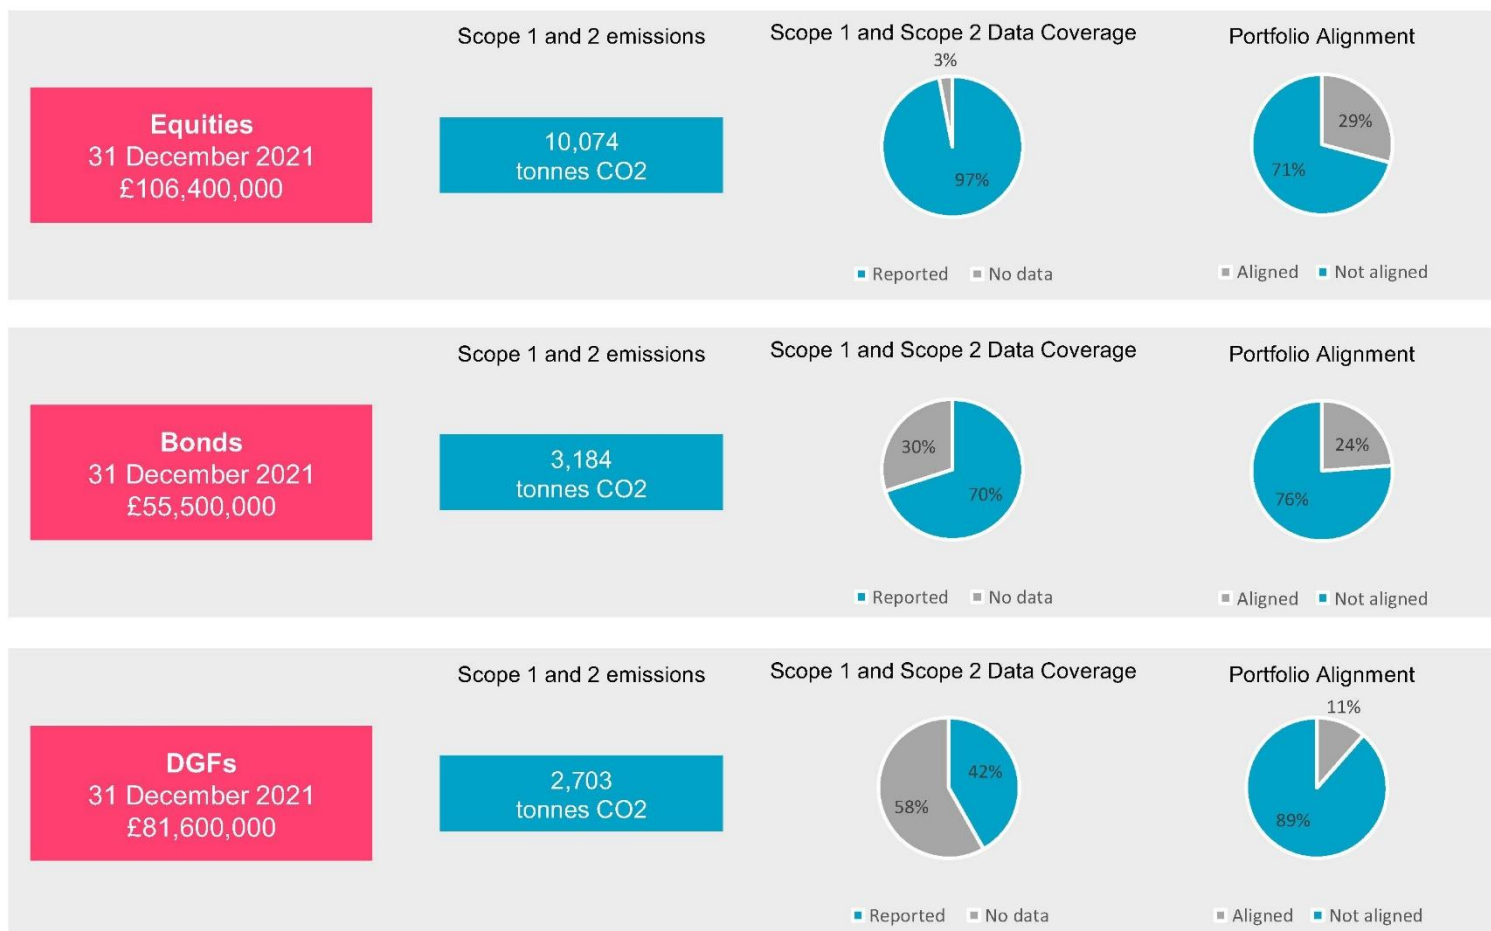 Scope 1 and 2 emissions
Scope 1 and Scope 2 Data Coverage
Portfolio Alignment
Equities
31 December 2021
£106,400,000
10,074
tonnes CO2
3%
97%
29%
71%
Reported
No data
Aligned
Not aligned
Scope 1 and 2 emissions
Scope 1 and Scope 2 Data Coverage
Portfolio Alignment
Bonds
31 December 2021
£55,500,000
3,184
tonnes CO2
30%
70%
24%
76%
Reported
No data
Aligned
Not aligned
Scope 1 and 2 emissions
Scope 1 and Scope 2 Data Coverage
Portfolio Alignment
DGFs
31 December 2021
£81,600,000
2,703
tonnes CO2
42%
58%
11%
89%
Reported
No data
Aligned
Not aligned